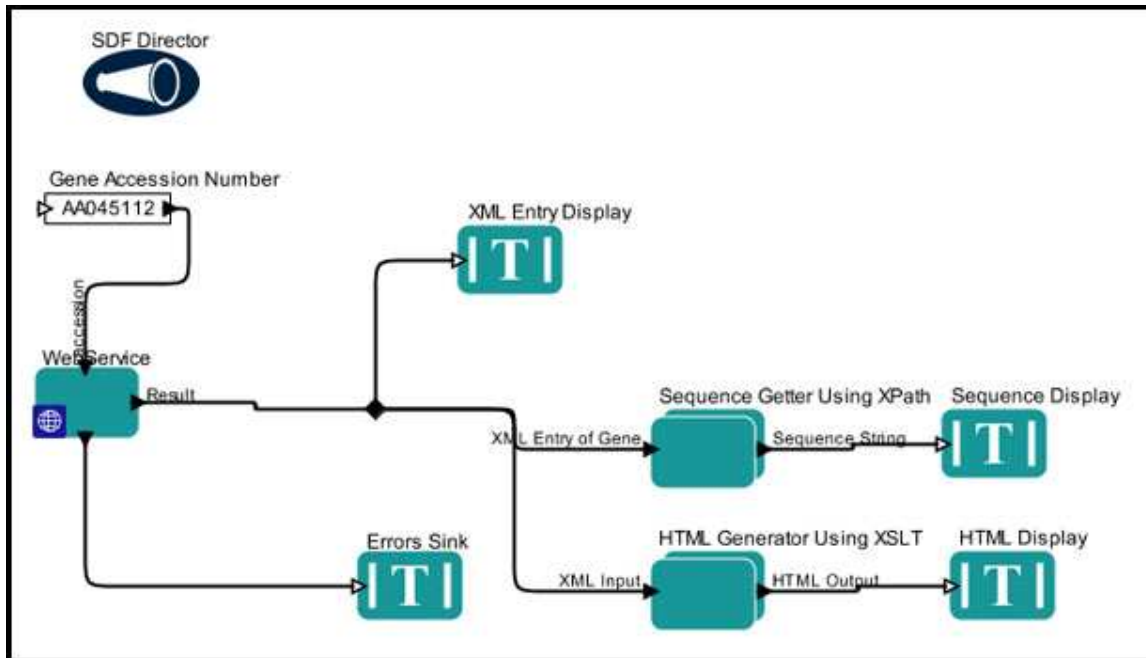 SDF Director
Gene Accession Number
AA045112
XML Entry Display
T
accession
WebService
Result
Sequence Getter Using XPath
Sequence Display
XML Entry of Gene
Sequence String
T
Errors Sink
T
HTML Generator Using XSLT
HTML Display
XML Input
HTML Output
T